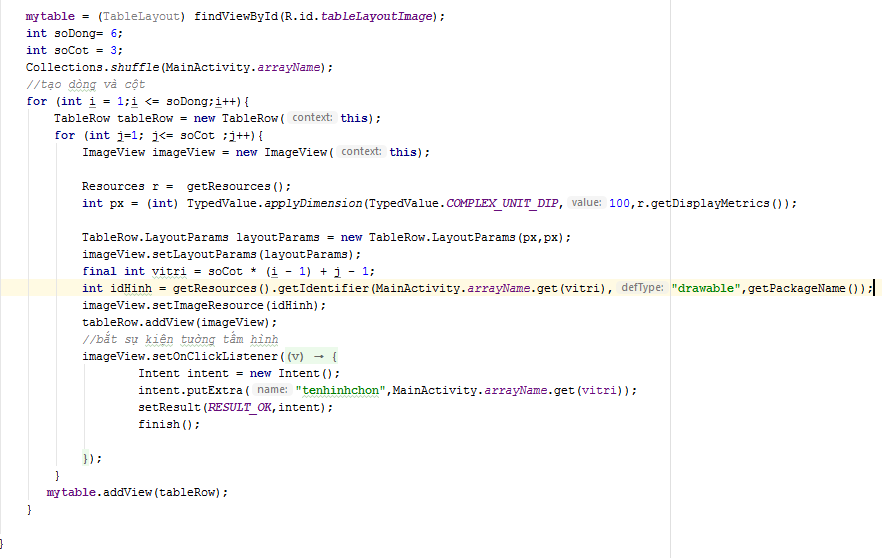 mytable = (TableLayout) findViewById(R.id.tableLayoutImage);
int soDong= 6;
int soCot = 3;
Collections.shuffle(MainActivity.arrayName);
//tạo dòng và cột
for (int i = 1;i <= soDong;i++){
TableRow tableRow = new TableRow( context: this);
for (int j=1; j<= soCot ;j++){
ImageView imageView = new ImageView( context: this);
Resources r =  getResources();
int px = (int) TypedValue.applyDimension(TypedValue.COMPLEX_UNIT_DIP, value: 100,r.getDisplayMetrics());
TableRow.LayoutParams layoutParams = new TableRow.LayoutParams(px,px);
imageView.setLayoutParams(layoutParams);
final int vitri = soCot * (i - 1) + j - 1;
int idHinh = getResources().getIdentifier(MainActivity.arrayName.get(vitri), defType: "drawable",getPackageName());
imageView.setImageResource(idHinh);
tableRow.addView(imageView);
//bắt sự kiện tường tấm hình
imageView.setOnClickListener((v) → {
Intent intent = new Intent();
intent.putExtra( name: "tenhinhchon",MainActivity.arrayName.get(vitri));
setResult(RESULT_OK,intent);
finish();
});
}
mytable.addView(tableRow);
}
}